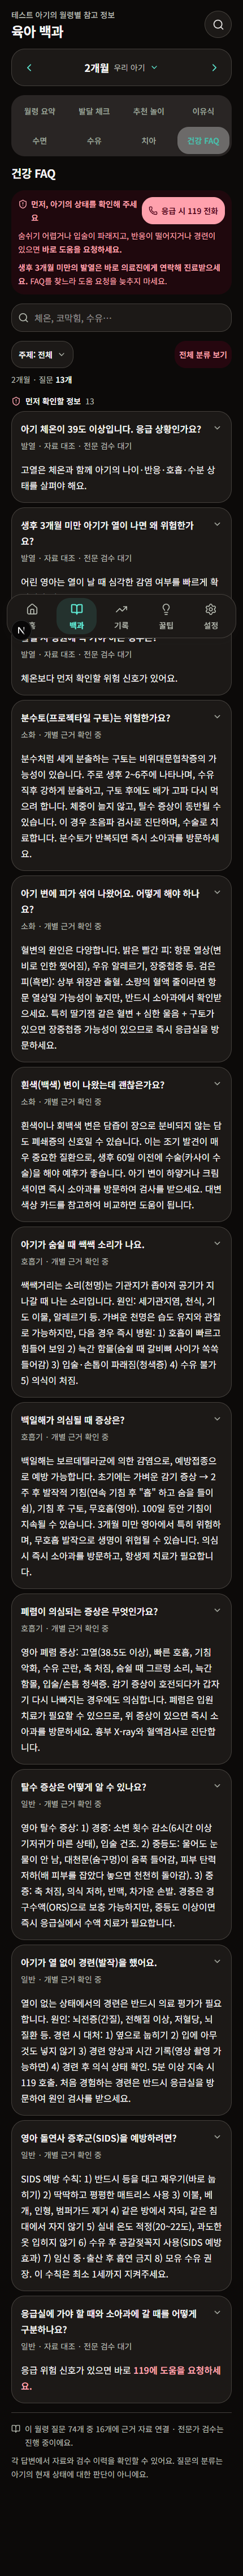 테스트 아기의 월령별 참고 정보
육아 백과
2개월 우리 아기
월령 요약 발달 체크 추천 놀이 이유식
수면 수유 치아 건강 FAQ
건강 FAQ
먼저, 아기의 상태를 확인해 주세
요
응급 시 119 전화
숨쉬기 어렵거나 입술이 파래지고, 반응이 떨어지거나 경련이
있으면 바로 도움을 요청하세요.
생후 3개월 미만의 발열은 바로 의료진에게 연락해 진료받으세
요. FAQ를 찾느라 도움 요청을 늦추지 마세요.
체온, 코막힘, 수유…
주제: 전체
전체 분류 보기
2개월 · 질문 13개
먼저 확인할 정보 13
아기 체온이 39도 이상입니다. 응급 상황인가요?
발열 · 자료 대조 · 전문 검수 대기
고열은 체온과 함께 아기의 나이·반응·호흡·수분 상
태를 살펴야 해요.
생후 3개월 미만 아기가 열이 나면 왜 위험한가
요?
발열 · 자료 대조 · 전문 검수 대기
어린 영아는 열이 날 때 심각한 감염 여부를 빠르게 확
홈 백과 기록 꿀팁 설정
N
발열 · 자료 대조 · 전문 검수 대기
체온보다 먼저 확인할 위험 신호가 있어요.
분수토(프로젝타일 구토)는 위험한가요?
소화 · 개별 근거 확인 중
분수처럼 세게 분출하는 구토는 비위대문협착증의 가
능성이 있습니다. 주로 생후 2~6주에 나타나며, 수유
직후 강하게 분출하고, 구토 후에도 배가 고파 다시 먹
으려 합니다. 체중이 늘지 않고, 탈수 증상이 동반될 수
있습니다. 이 경우 초음파 검사로 진단하며, 수술로 치
료합니다. 분수토가 반복되면 즉시 소아과를 방문하세
요.
아기 변에 피가 섞여 나왔어요. 어떻게 해야 하나
요?
소화 · 개별 근거 확인 중
혈변의 원인은 다양합니다. 밝은 빨간 피: 항문 열상(변
비로 인한 찢어짐), 우유 알레르기, 장중첩증 등. 검은
피(흑변): 상부 위장관 출혈. 소량의 혈액 줄이라면 항
문 열상일 가능성이 높지만, 반드시 소아과에서 확인받
으세요. 특히 딸기잼 같은 혈변 + 심한 울음 + 구토가
있으면 장중첩증 가능성이 있으므로 즉시 응급실을 방
문하세요.
흰색(백색) 변이 나왔는데 괜찮은가요?
소화 · 개별 근거 확인 중
흰색이나 회백색 변은 담즙이 장으로 분비되지 않는 담
도 폐쇄증의 신호일 수 있습니다. 이는 조기 발견이 매
우 중요한 질환으로, 생후 60일 이전에 수술(카사이 수
술)을 해야 예후가 좋습니다. 아기 변이 하얗거나 크림
색이면 즉시 소아과를 방문하여 검사를 받으세요. 대변
색상 카드를 참고하여 비교하면 도움이 됩니다.
아기가 숨쉴 때 쌕쌕 소리가 나요.
호흡기 · 개별 근거 확인 중
쌕쌕거리는 소리(천명)는 기관지가 좁아져 공기가 지
나갈 때 나는 소리입니다. 원인: 세기관지염, 천식, 기
도 이물, 알레르기 등. 가벼운 천명은 습도 유지와 관찰
로 가능하지만, 다음 경우 즉시 병원: 1) 호흡이 빠르고
힘들어 보임 2) 늑간 함몰(숨쉴 때 갈비뼈 사이가 쏙쏙
들어감) 3) 입술·손톱이 파래짐(청색증) 4) 수유 불가
5) 의식이 처짐.
백일해가 의심될 때 증상은?
호흡기 · 개별 근거 확인 중
백일해는 보르데텔라균에 의한 감염으로, 예방접종으
로 예방 가능합니다. 초기에는 가벼운 감기 증상 → 2
주 후 발작적 기침(연속 기침 후 "흡" 하고 숨을 들이
쉼), 기침 후 구토, 무호흡(영아). 100일 동안 기침이
지속될 수 있습니다. 3개월 미만 영아에서 특히 위험하
며, 무호흡 발작으로 생명이 위협될 수 있습니다. 의심
시 즉시 소아과를 방문하고, 항생제 치료가 필요합니
다.
폐렴이 의심되는 증상은 무엇인가요?
호흡기 · 개별 근거 확인 중
영아 폐렴 증상: 고열(38.5도 이상), 빠른 호흡, 기침
악화, 수유 곤란, 축 처짐, 숨쉴 때 그르렁 소리, 늑간
함몰, 입술/손톱 청색증. 감기 증상이 호전되다가 갑자
기 다시 나빠지는 경우에도 의심합니다. 폐렴은 입원
치료가 필요할 수 있으므로, 위 증상이 있으면 즉시 소
아과를 방문하세요. 흉부 X-ray와 혈액검사로 진단합
니다.
탈수 증상은 어떻게 알 수 있나요?
일반 · 개별 근거 확인 중
영아 탈수 증상: 1) 경증: 소변 횟수 감소(6시간 이상
기저귀가 마른 상태), 입술 건조. 2) 중등도: 울어도 눈
물이 안 남, 대천문(숨구멍)이 움푹 들어감, 피부 탄력
저하(배 피부를 잡았다 놓으면 천천히 돌아감). 3) 중
증: 축 처짐, 의식 저하, 빈맥, 차가운 손발. 경증은 경
구수액(ORS)으로 보충 가능하지만, 중등도 이상이면
즉시 응급실에서 수액 치료가 필요합니다.
아기가 열 없이 경련(발작)을 했어요.
일반 · 개별 근거 확인 중
열이 없는 상태에서의 경련은 반드시 의료 평가가 필요
합니다. 원인: 뇌전증(간질), 전해질 이상, 저혈당, 뇌
질환 등. 경련 시 대처: 1) 옆으로 눕히기 2) 입에 아무
것도 넣지 않기 3) 경련 양상과 시간 기록(영상 촬영 가
능하면) 4) 경련 후 의식 상태 확인. 5분 이상 지속 시
119 호출. 처음 경험하는 경련은 반드시 응급실을 방
문하여 원인 검사를 받으세요.
영아 돌연사 증후군(SIDS)을 예방하려면?
일반 · 개별 근거 확인 중
SIDS 예방 수칙: 1) 반드시 등을 대고 재우기(바로 눕
히기) 2) 딱딱하고 평평한 매트리스 사용 3) 이불, 베
개, 인형, 범퍼가드 제거 4) 같은 방에서 자되, 같은 침
대에서 자지 않기 5) 실내 온도 적정(20~22도), 과도한
옷 입히지 않기 6) 수유 후 공갈젖꼭지 사용(SIDS 예방
효과) 7) 임신 중·출산 후 흡연 금지 8) 모유 수유 권
장. 이 수칙은 최소 1세까지 지켜주세요.
응급실에 가야 할 때와 소아과에 갈 때를 어떻게
구분하나요?
일반 · 자료 대조 · 전문 검수 대기
응급 위험 신호가 있으면 바로 119에 도움을 요청하세
요.
이 월령 질문 74개 중 16개에 근거 자료 연결 · 전문가 검수는
진행 중이에요.
각 답변에서 자료와 검수 이력을 확인할 수 있어요. 질문의 분류는
아기의 현재 상태에 대한 판단이 아니에요.